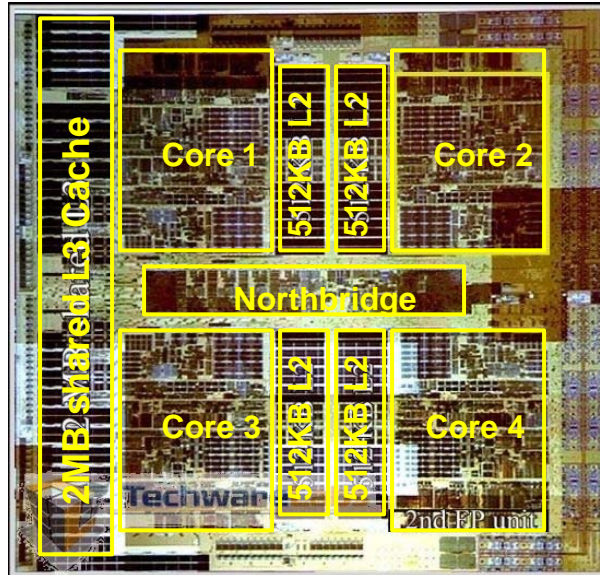 2MB shared L3 Cache
Core 1
512KB L2
512KB L2
Core 2
Northbridge
Core 3
512KB L2
512KB L2
Core 4
2nd FP unit